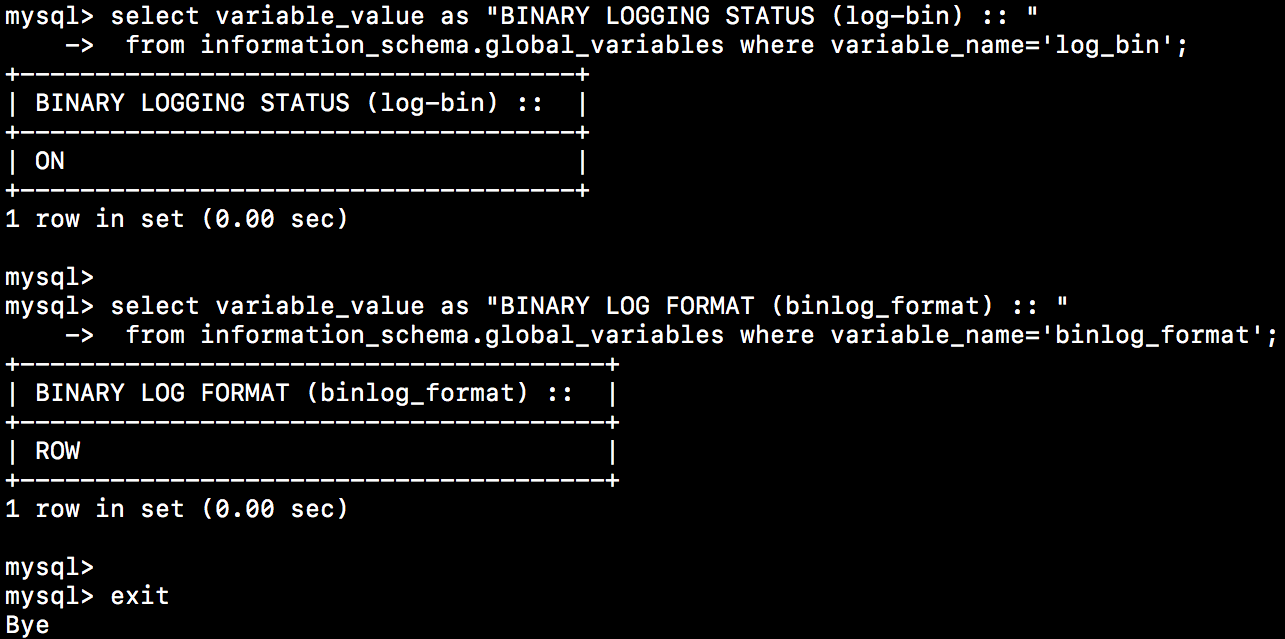 mysql> select variable_value as "BINARY LOGGING STATUS (log-bin) :: "
    ->  from information_schema.global_variables where variable_name='log_bin';
+-------------------------------------+
| BINARY LOGGING STATUS (log-bin) ::  |
+-------------------------------------+
| ON                                  |
+-------------------------------------+
1 row in set (0.00 sec)

mysql>
mysql> select variable_value as "BINARY LOG FORMAT (binlog_format) :: "
    ->  from information_schema.global_variables where variable_name='binlog_format';
+---------------------------------------+
| BINARY LOG FORMAT (binlog_format) ::  |
+---------------------------------------+
| ROW                                   |
+---------------------------------------+
1 row in set (0.00 sec)

mysql>
mysql> exit
Bye